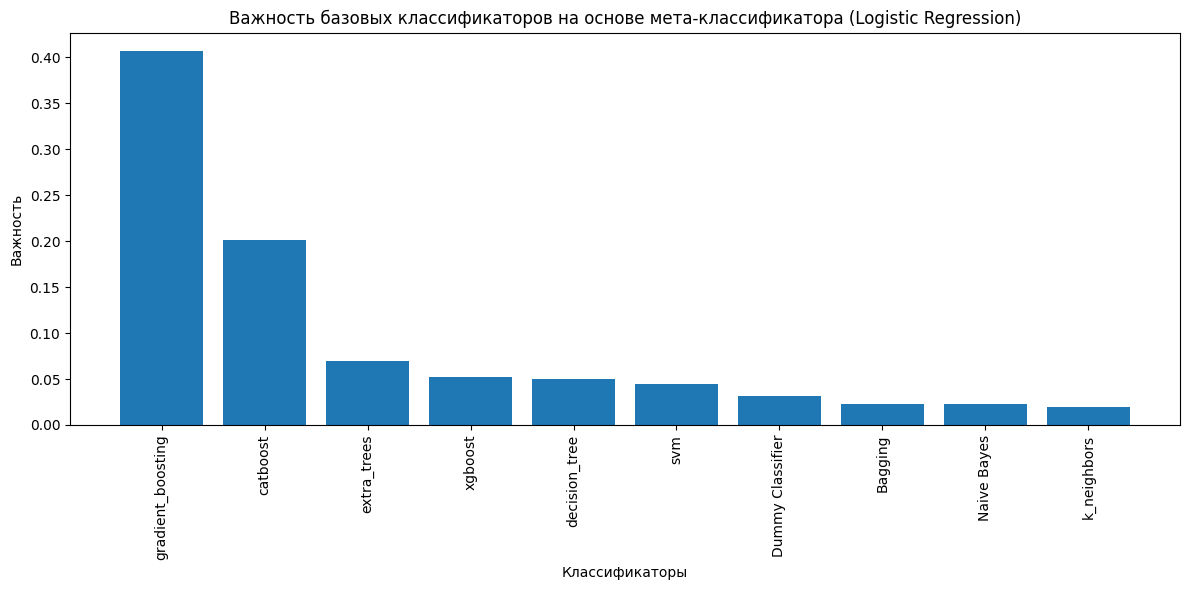 Важность базовых классификаторов на основе мета-классификатора (Logistic Regression)
Важность
0.40
0.35
0.30
0.25
0.20
0.15
0.10
0.05
0.00
gradient_boosting
catboost
extra_trees
xgboost
decision_tree
svm
Dummy Classifier
Bagging
Naive Bayes
k_neighbors
Классификаторы